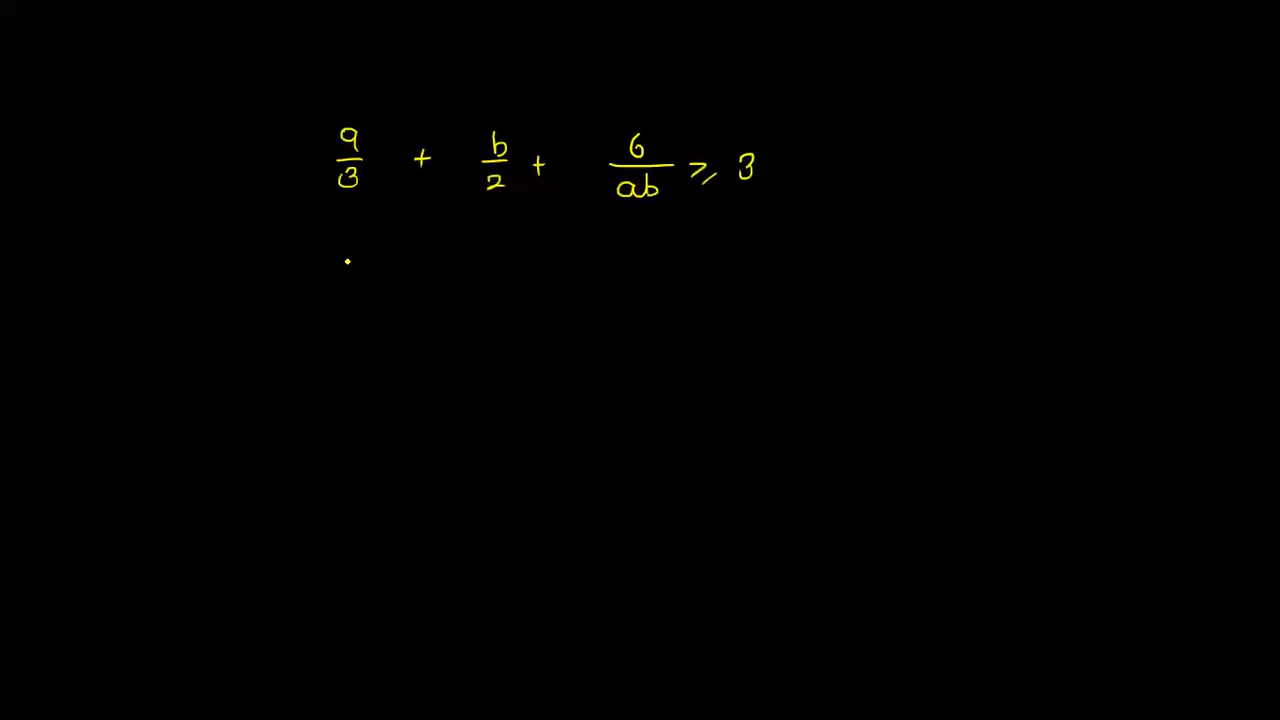 a/3 + b/2 + 6/ab ≥ 3